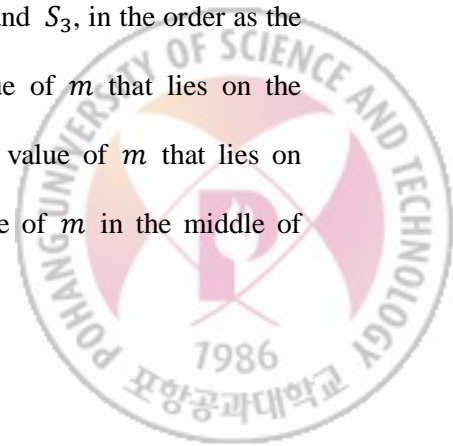 and S₃, in the order as the
ue of m that lies on the
value of m that lies on
e of m in the middle of
POHANG UNIVERSITY OF SCIENCE AND TECHNOLOGY
1986
포항공과대학교